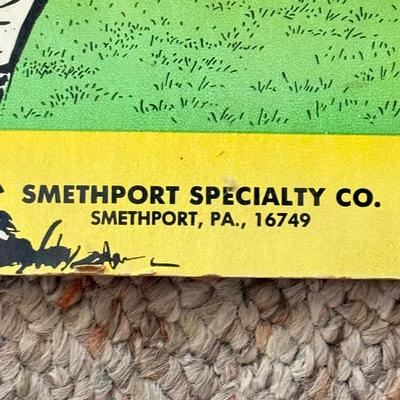 SMETHPORT SPECIALTY CO.
SMETHPORT, PA., 16749